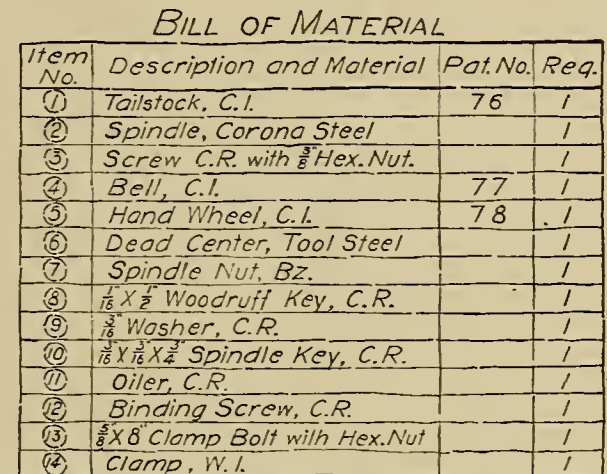 BILL OF MATERIAL
Item No. Description and Material Pat. No. Req.
1 Tailstock, C.I. 76 1
2 Spindle, Corona Steel 1
3 Screw C.R. with 3/8" Hex. Nut. 1
4 Bell, C.I. 77 1
5 Hand Wheel, C.I. 78 1
6 Dead Center, Tool Steel 1
7 Spindle Nut, Bz. 1
8 1/16" X 1/2" Woodruff Key, C.R. 1
9 Washer, C.R. 1
10 3/16" X 3/16" X 3/4" Spindle Key, C.R. 1
11 Oiler, C.R. 1
12 Binding Screw, C.R. 1
13 5/8" X 8" Clamp Bolt with Hex. Nut 1
14 Clamp, W.I. 1